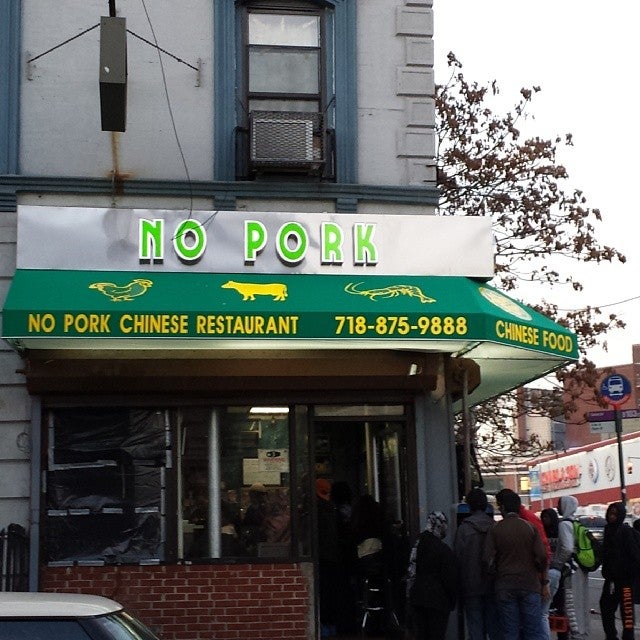 NO PORK
NO PORK CHINESE RESTAURANT 718-875-9888
CHINESE FOOD